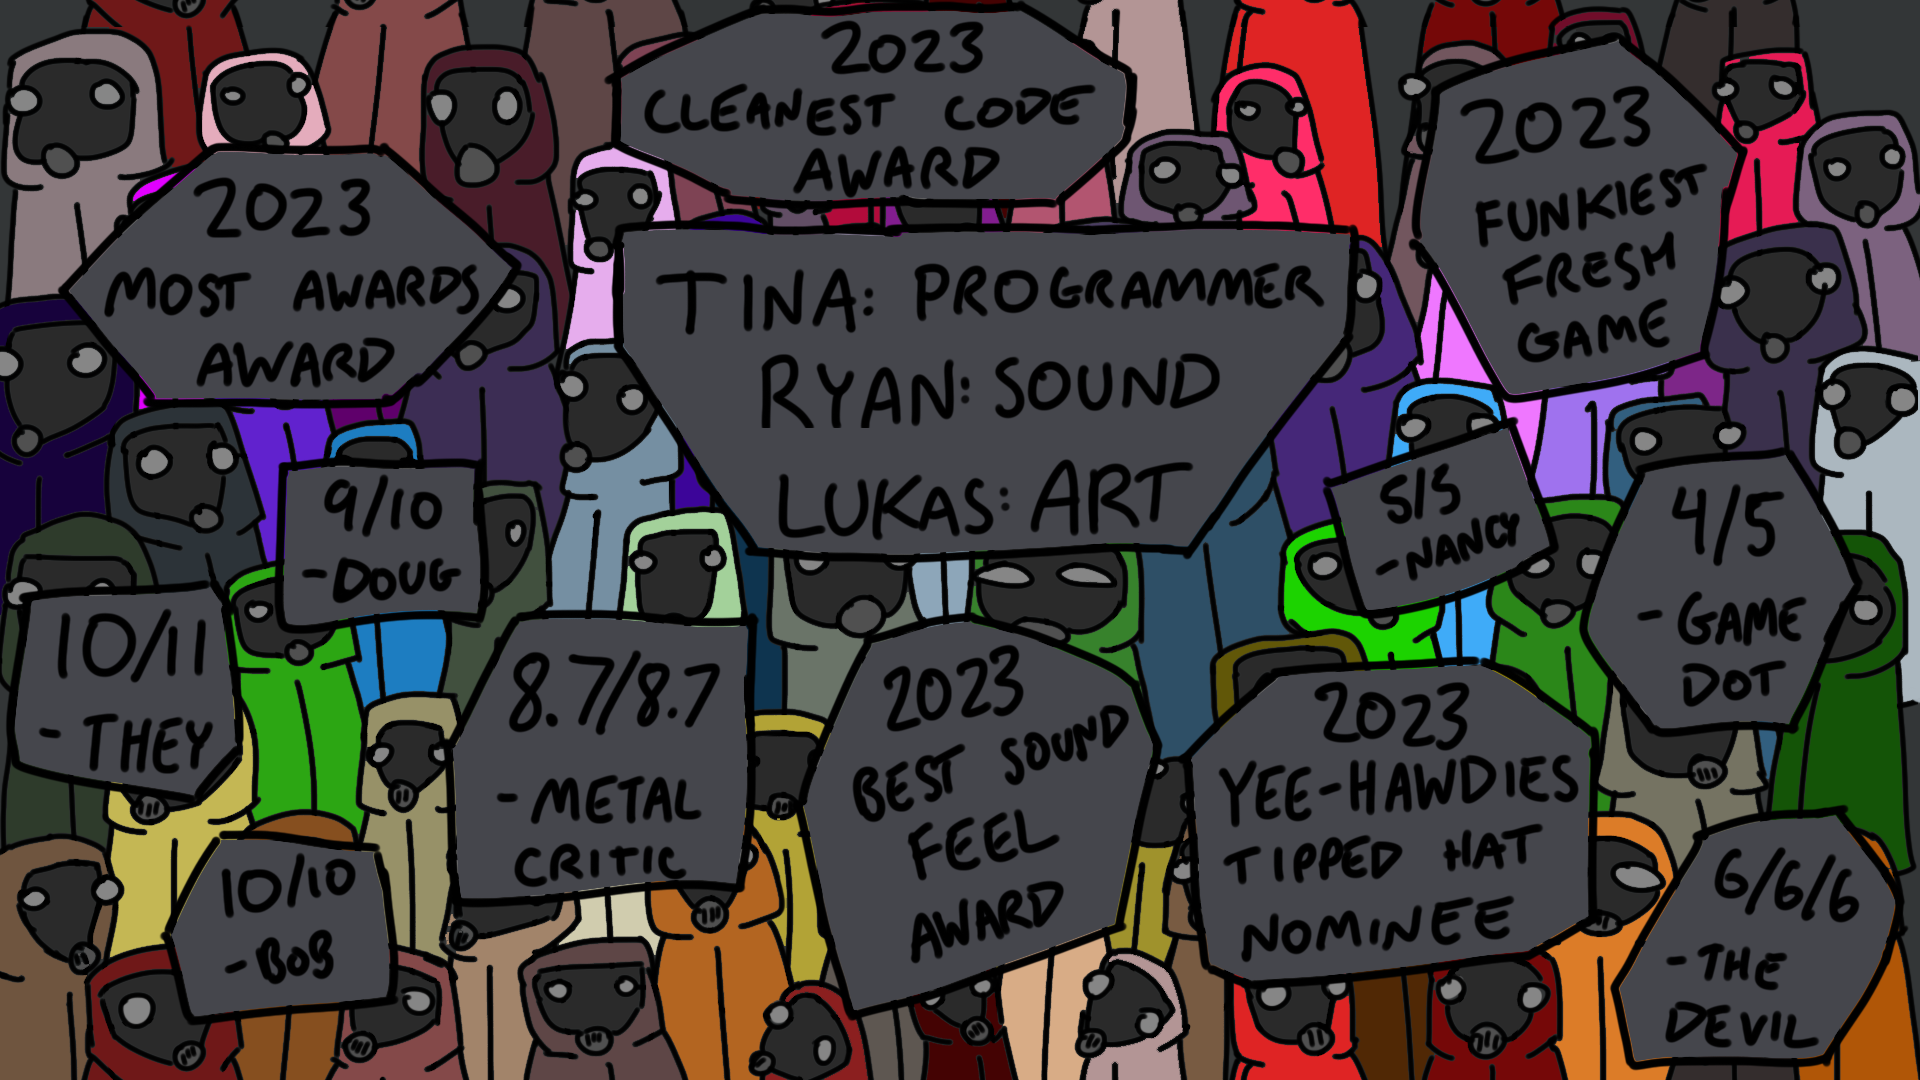 2023
CLEANEST CODE
AWARD
2023
MOST AWARDS
AWARD
TINA: PROGRAMMER
RYAN: SOUND
LUKAS: ART
2023
FUNKIEST
FRESH
GAME
9/10
-DOUG
5/5
-NANCY
4/5
- GAME
DOT
10/11
- THEY
8.7/8.7
- METAL
CRITIC
2023
BEST SOUND
FEEL
AWARD
2023
YEE-HAWDIES
TIPPED HAT
NOMINEE
10/10
-BOB
6/6/6
- THE
DEVIL